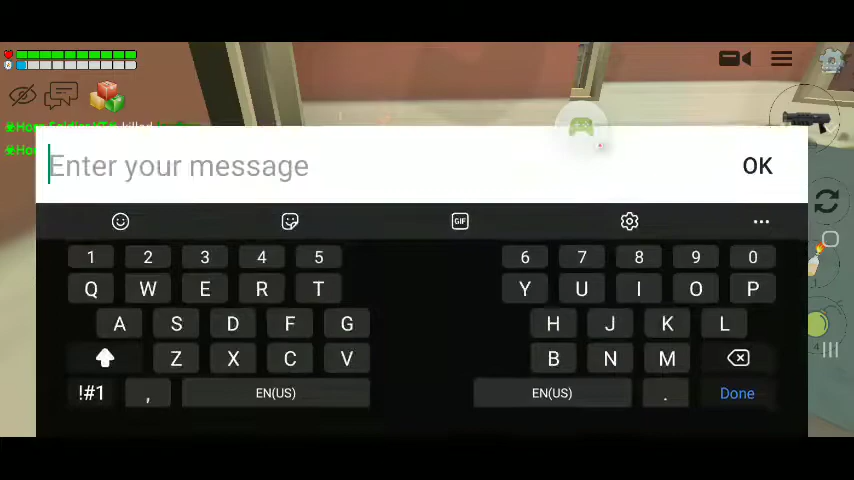 killed
Enter your message
OK
GIF
1 2 3 4 5 6 7 8 9 0
Q W E R T Y U I O P
A S D F G H J K L
Z X C V B N M
!#1 , EN(US) EN(US) . Done